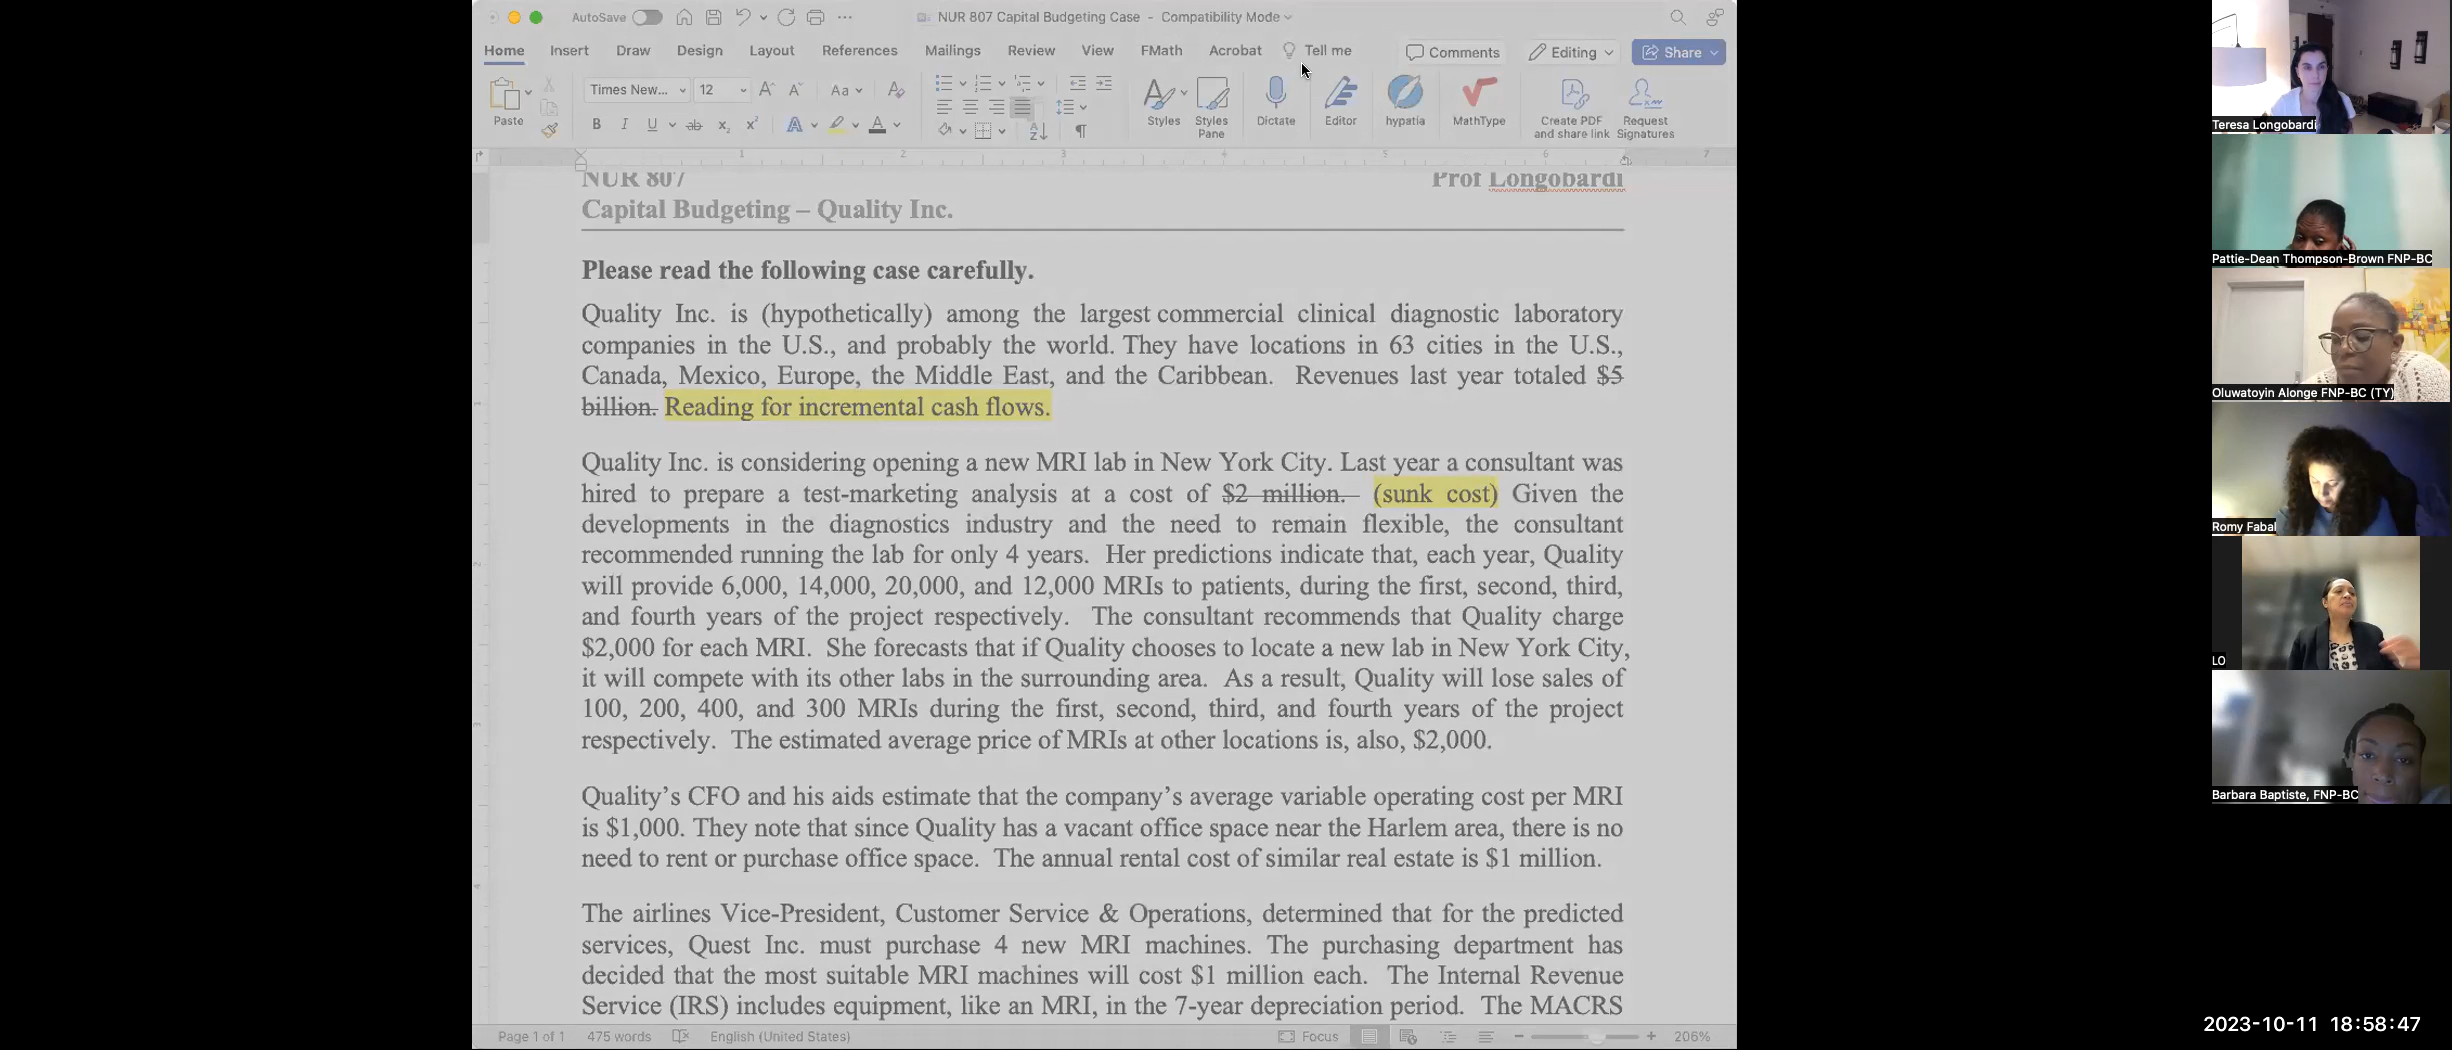 AutoSave
NUR 807 Capital Budgeting Case - Compatibility Mode
Home Insert Draw Design Layout References Mailings Review View FMath Acrobat Tell me
Comments Editing Share
Paste
Times New... 12 Aa
B I U ab x₂ x² A A
Styles
Styles Pane
Dictate
Editor
hypatia
MathType
Create PDF and share link
Request Signatures
1 2 3 4 5 6 7
NUR 807 Prof Longobardi
Capital Budgeting – Quality Inc.
Please read the following case carefully.
Quality Inc. is (hypothetically) among the largest commercial clinical diagnostic laboratory
companies in the U.S., and probably the world. They have locations in 63 cities in the U.S.,
Canada, Mexico, Europe, the Middle East, and the Caribbean. Revenues last year totaled $5
billion. Reading for incremental cash flows.
Quality Inc. is considering opening a new MRI lab in New York City. Last year a consultant was
hired to prepare a test-marketing analysis at a cost of $2 million. (sunk cost) Given the
developments in the diagnostics industry and the need to remain flexible, the consultant
recommended running the lab for only 4 years. Her predictions indicate that, each year, Quality
will provide 6,000, 14,000, 20,000, and 12,000 MRIs to patients, during the first, second, third,
and fourth years of the project respectively. The consultant recommends that Quality charge
$2,000 for each MRI. She forecasts that if Quality chooses to locate a new lab in New York City,
it will compete with its other labs in the surrounding area. As a result, Quality will lose sales of
100, 200, 400, and 300 MRIs during the first, second, third, and fourth years of the project
respectively. The estimated average price of MRIs at other locations is, also, $2,000.
Quality’s CFO and his aids estimate that the company’s average variable operating cost per MRI
is $1,000. They note that since Quality has a vacant office space near the Harlem area, there is no
need to rent or purchase office space. The annual rental cost of similar real estate is $1 million.
The airlines Vice-President, Customer Service & Operations, determined that for the predicted
services, Quest Inc. must purchase 4 new MRI machines. The purchasing department has
decided that the most suitable MRI machines will cost $1 million each. The Internal Revenue
Service (IRS) includes equipment, like an MRI, in the 7-year depreciation period. The MACRS
Page 1 of 1 475 words English (United States) Focus 206%
Teresa Longobardi
Pattie-Dean Thompson-Brown FNP-BC
Oluwatoyin Alonge FNP-BC (TY)
Romy Fabal
LO
Barbara Baptiste, FNP-BC
2023-10-11 18:58:47